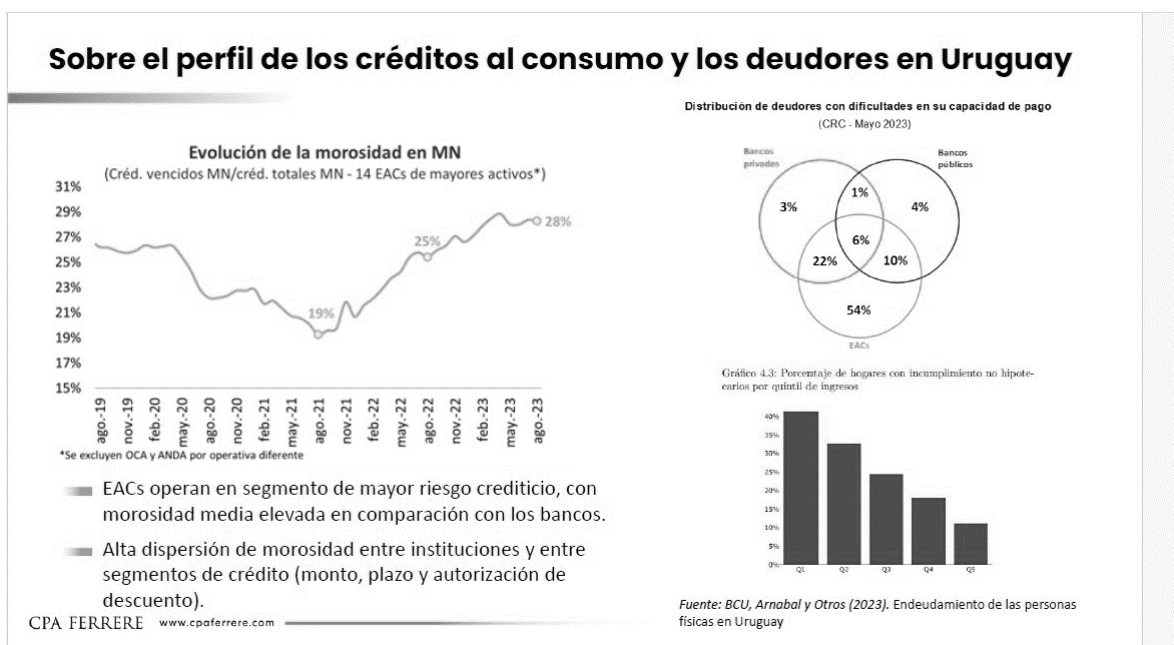 Sobre el perfil de los créditos al consumo y los deudores en Uruguay
Evolución de la morosidad en MN
(Créd. vencidos MN/créd. totales MN - 14 EACs de mayores activos*)
31%
29%
27%
25%
23%
21%
19%
17%
15%
28%
25%
19%
ago.-19
nov.-19
feb.-20
may.-20
ago.-20
nov.-20
feb.-21
may.-21
ago.-21
nov.-21
feb.-22
may.-22
ago.-22
nov.-22
feb.-23
may.-23
ago.-23
*Se excluyen OCA y ANDA por operativa diferente
EACs operan en segmento de mayor riesgo crediticio, con
morosidad media elevada en comparación con los bancos.
Alta dispersión de morosidad entre instituciones y entre
segmentos de crédito (monto, plazo y autorización de
descuento).
Distribución de deudores con dificultades en su capacidad de pago
(CRC - Mayo 2023)
Bancos
privados
Bancos
públicos
1%
3%
4%
6%
22%
10%
54%
EACs
Gráfico 4.3: Porcentaje de hogares con incumplimiento no hipote-
carios por quintil de ingresos
40%
35%
30%
25%
20%
15%
10%
5%
0%
Q1
Q2
Q3
Q4
Q5
Fuente: BCU, Arnabal y Otros (2023). Endeudamiento de las personas
físicas en Uruguay
CPA FERRERE www.cpaferrere.com